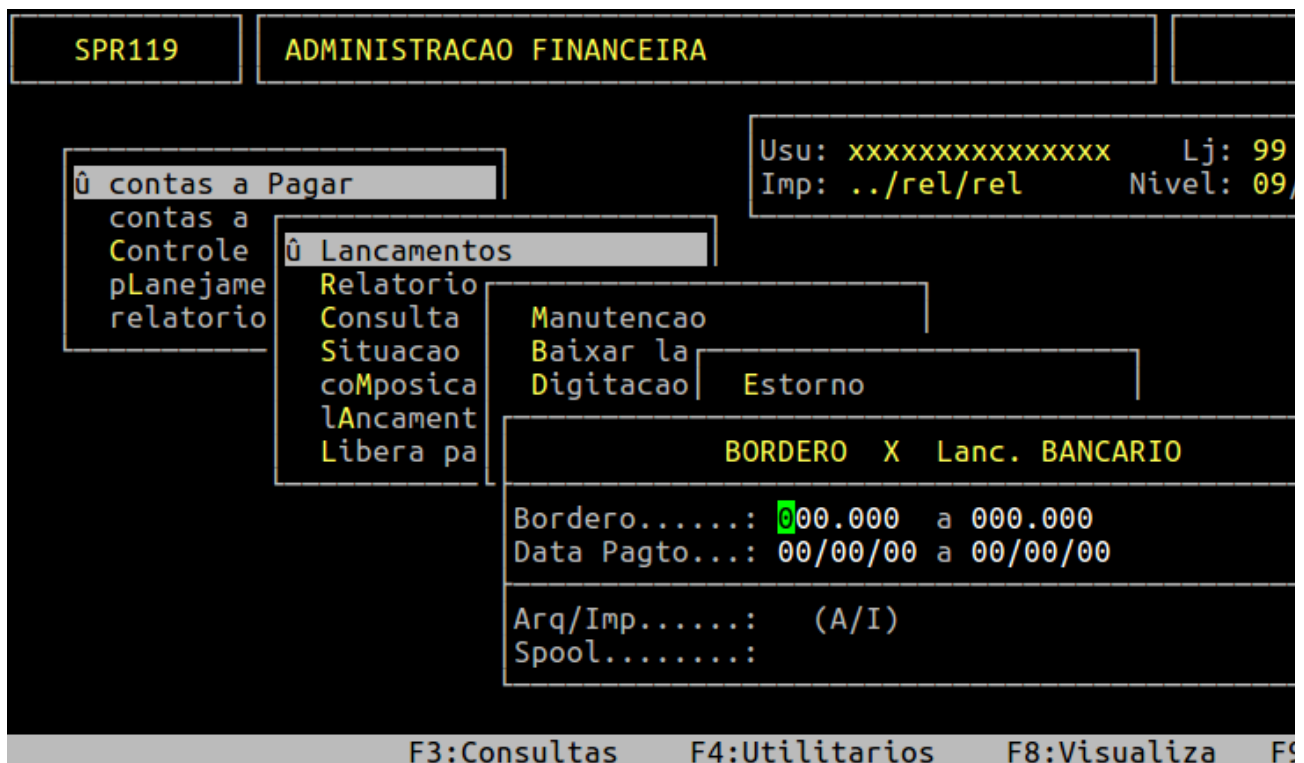 SPR119 ADMINISTRACAO FINANCEIRA
Usu: xxxxxxxxxxxxxxx Lj: 99
Imp: ../rel/rel Nivel: 09/
û contas a Pagar
contas a
Controle
pLanejame
relatorio
û Lancamentos
Relatorio
Consulta
Situacao
coMposica
lAncament
Libera pa
Manutencao
Baixar la
Digitacao
Estorno
BORDERO X Lanc. BANCARIO
Bordero......: 000.000 a 000.000
Data Pagto...: 00/00/00 a 00/00/00
Arq/Imp......: (A/I)
Spool........:
F3:Consultas F4:Utilitarios F8:Visualiza F9